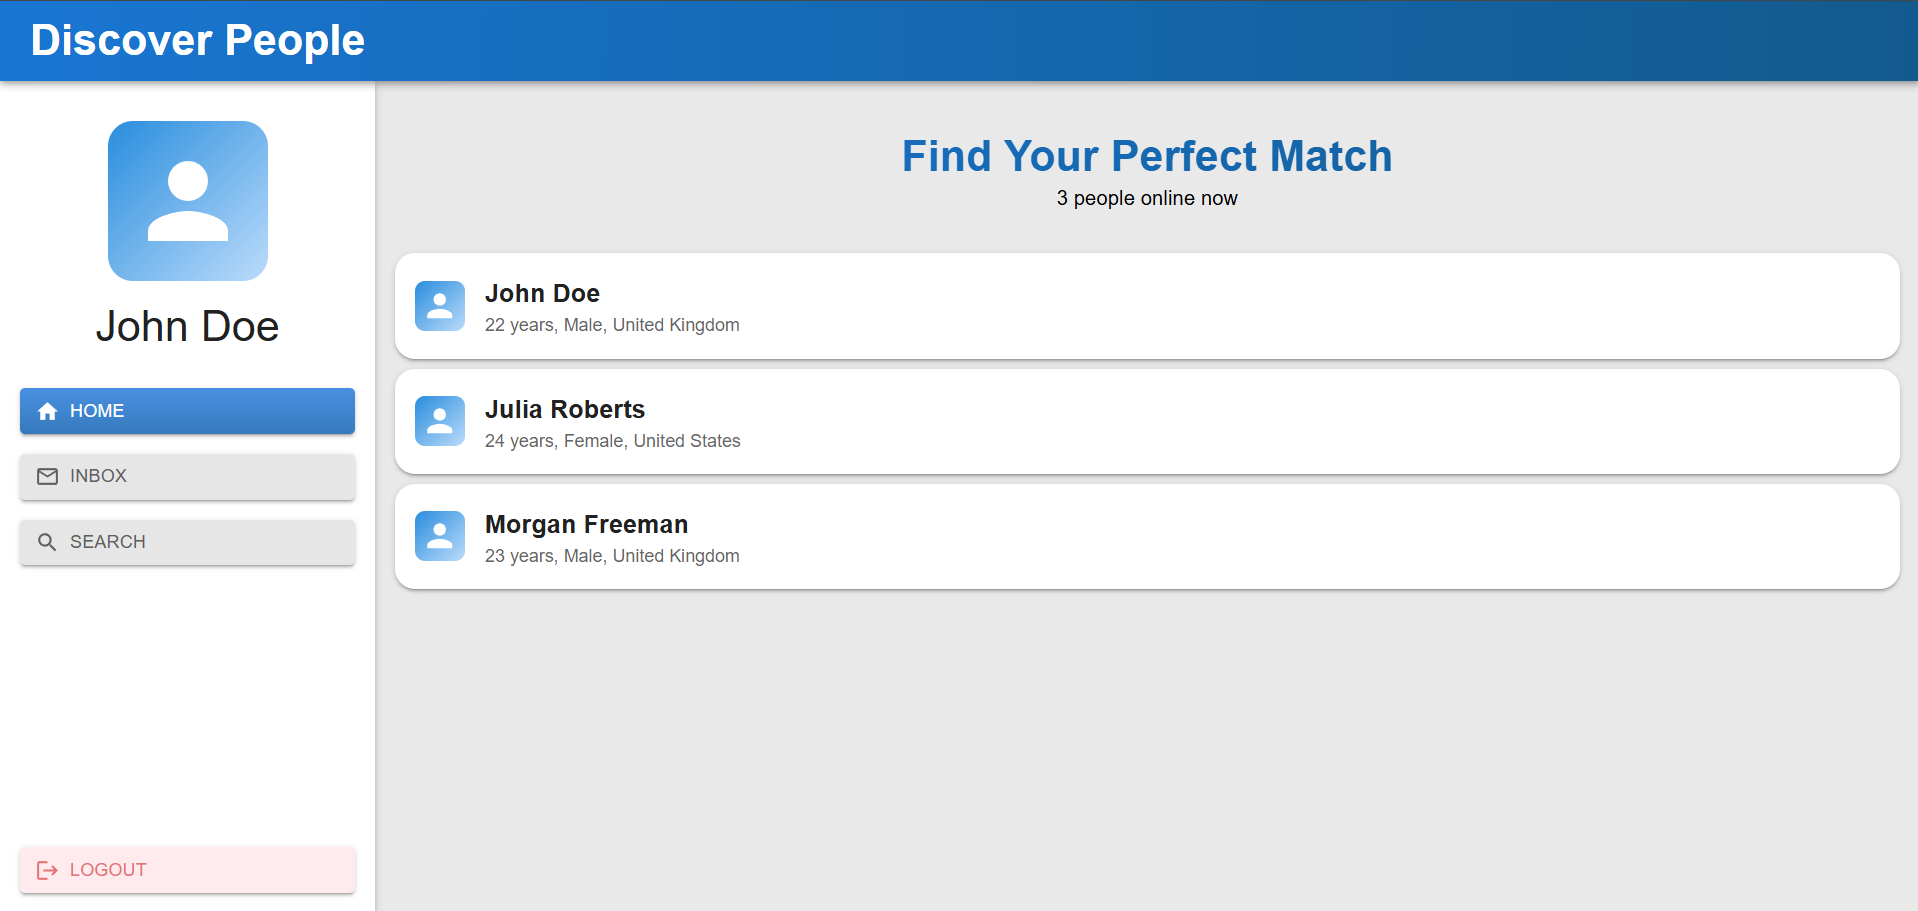 Discover People
John Doe
HOME
INBOX
SEARCH
LOGOUT
Find Your Perfect Match
3 people online now
John Doe
22 years, Male, United Kingdom
Julia Roberts
24 years, Female, United States
Morgan Freeman
23 years, Male, United Kingdom